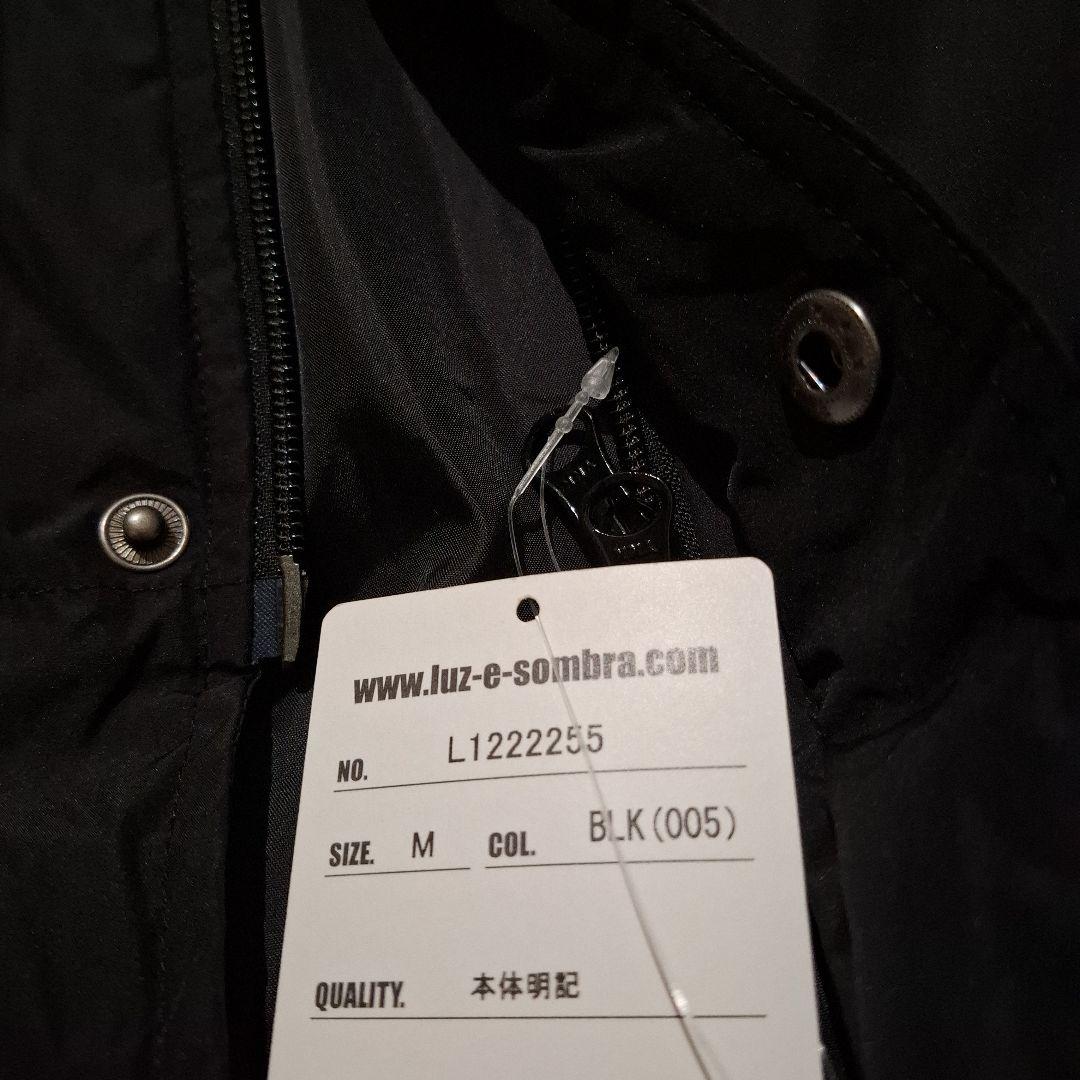 www.luz-e-sombra.com
NO. L1222255
SIZE. M COL. BLK(005)
QUALITY. 本体明記